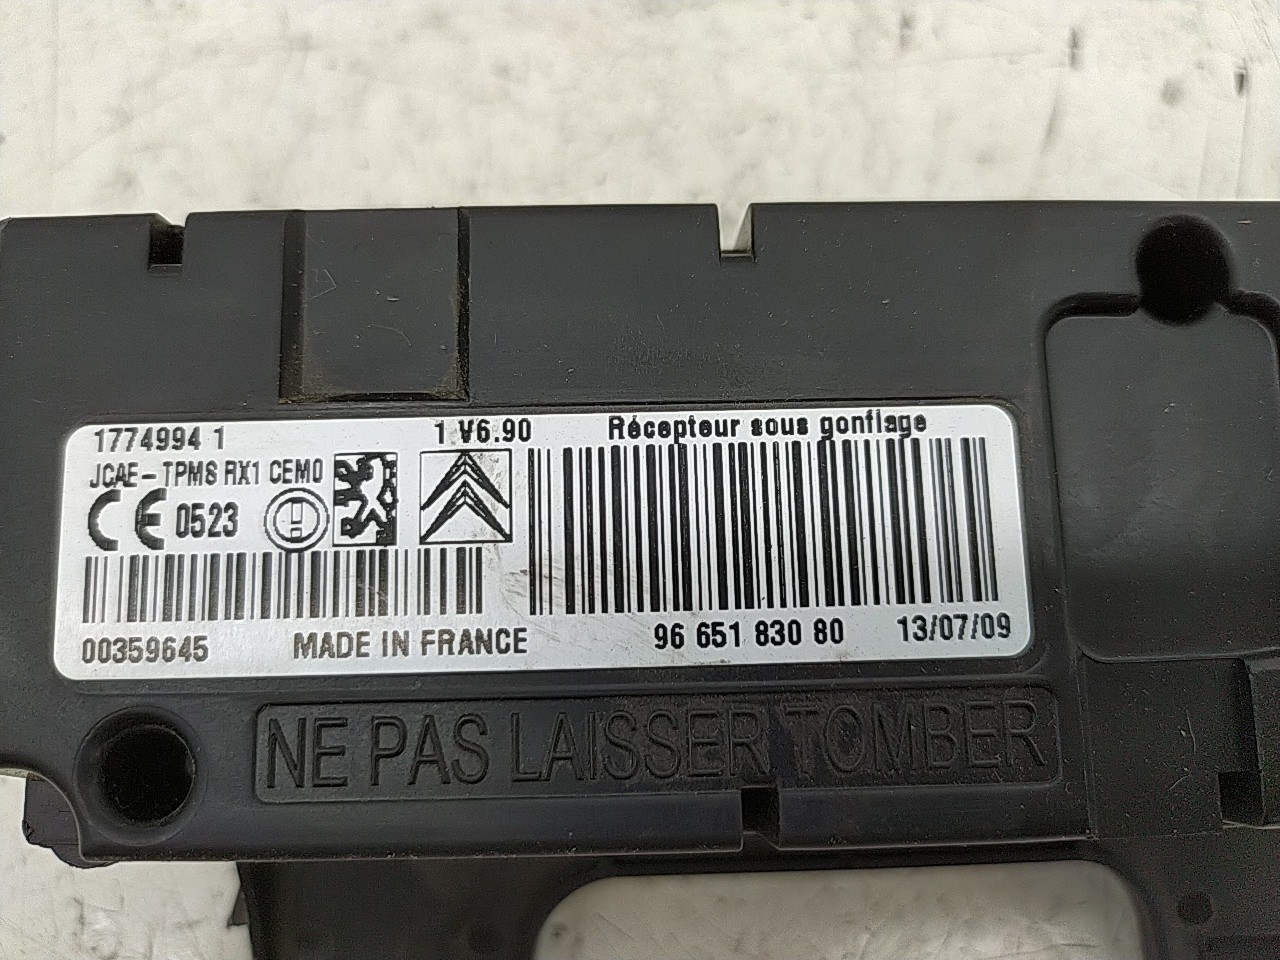 1774994 1
1 V6.90
Récepteur sous gonflage
JCAE-TPMS RX1 CEM0
CE 0523
00359645
MADE IN FRANCE
96 651 830 80
13/07/09
NE PAS LAISSER TOMBER